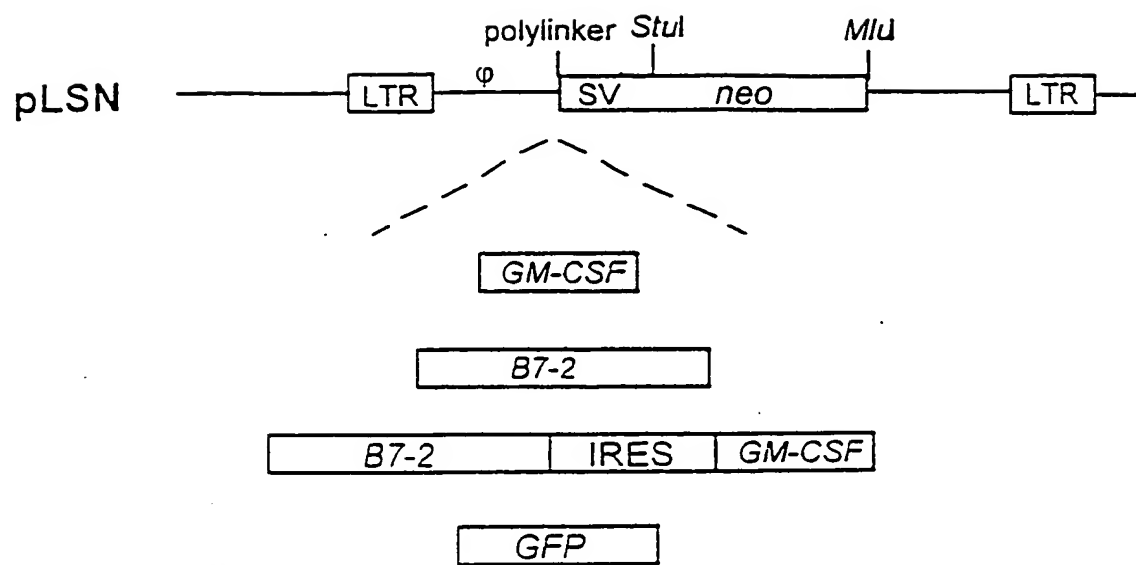 polylinker StuI MluI
φ
pLSN LTR SV neo LTR
GM-CSF
B7-2
B7-2 IRES GM-CSF
GFP